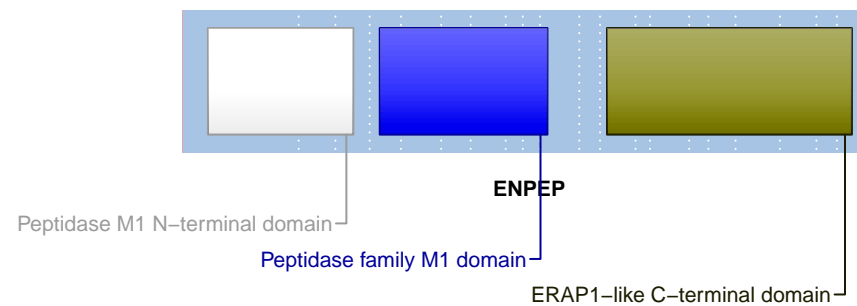 ENPEP
Peptidase M1 N−terminal domain
Peptidase family M1 domain
ERAP1−like C−terminal domain